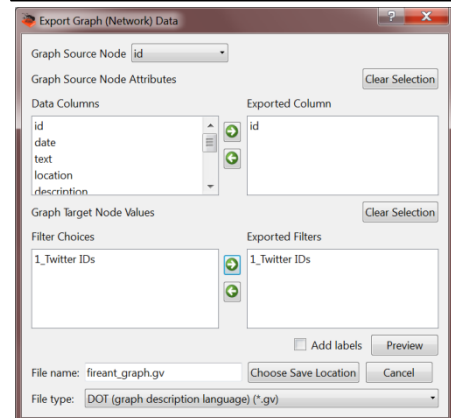 Export Graph (Network) Data
Graph Source Node id
Graph Source Node Attributes Clear Selection
Data Columns Exported Column
id id
date
text
location
description
Graph Target Node Values Clear Selection
Filter Choices Exported Filters
1_Twitter IDs 1_Twitter IDs
Add labels Preview
File name: fireant_graph.gv Choose Save Location Cancel
File type: DOT (graph description language) (*.gv)